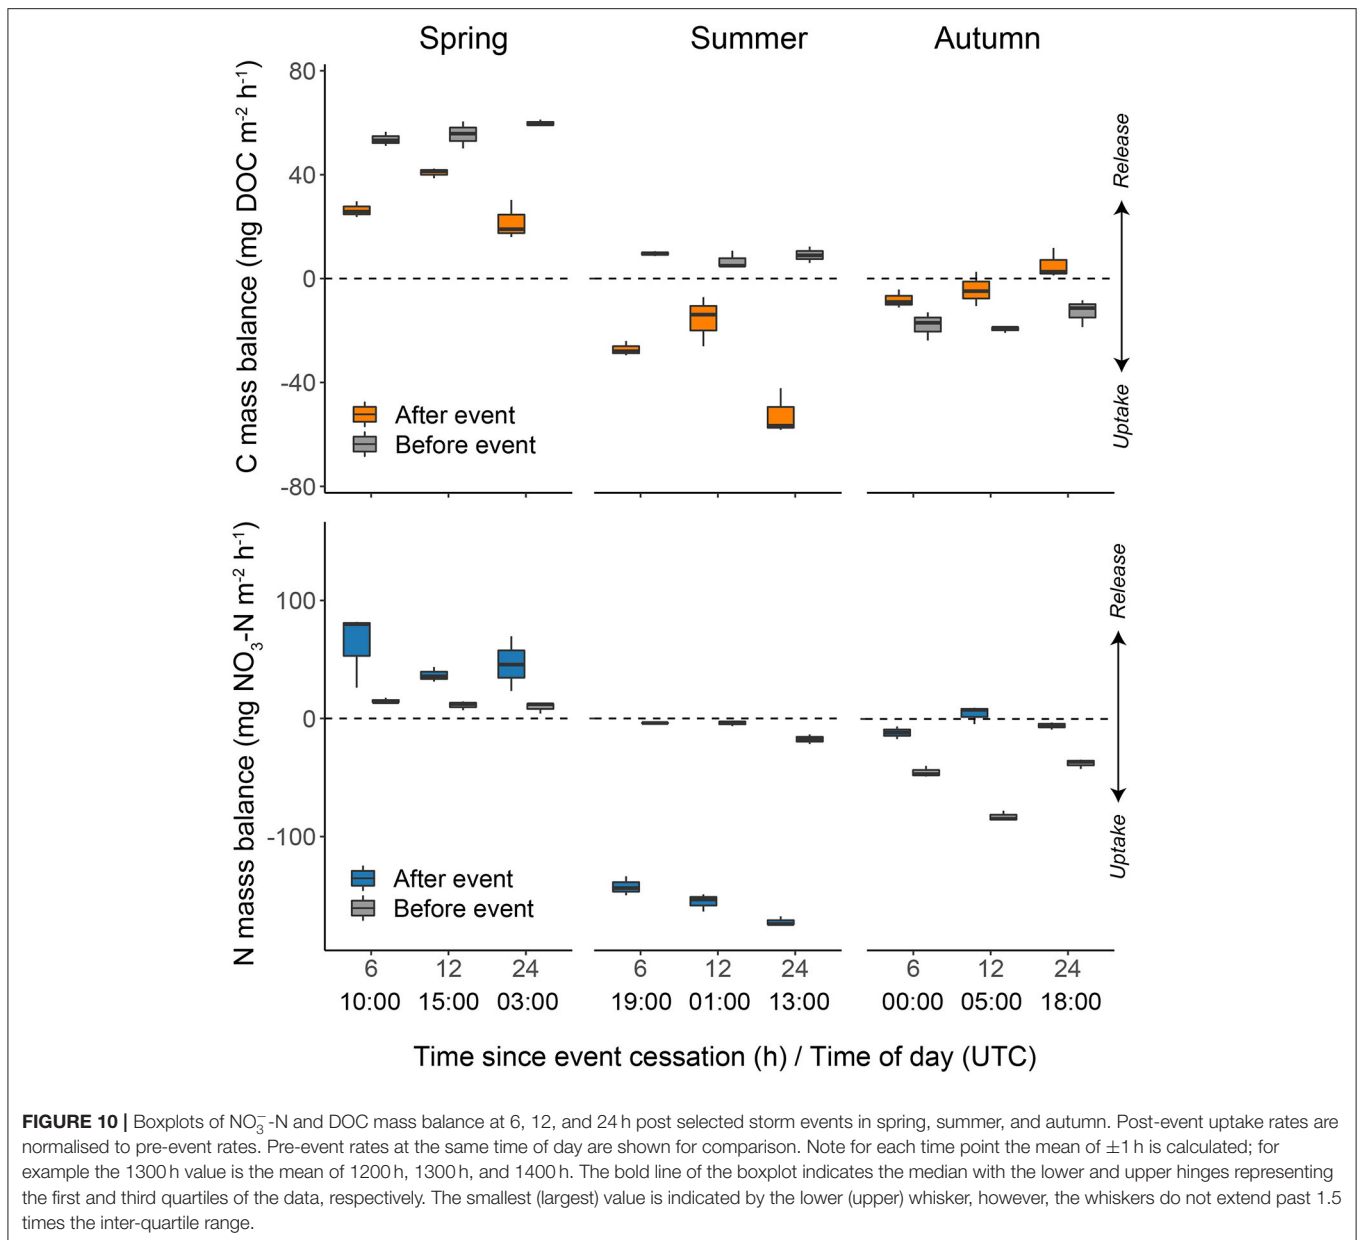 Spring Summer Autumn
C mass balance (mg DOC m⁻² h⁻¹)
80
40
0
-40
-80
After event
Before event
Release
Uptake
N masss balance (mg NO₃-N m⁻² h⁻¹)
100
0
-100
After event
Before event
Release
Uptake
6 12 24 6 12 24 6 12 24
10:00 15:00 03:00 19:00 01:00 13:00 00:00 05:00 18:00
Time since event cessation (h) / Time of day (UTC)
FIGURE 10 | Boxplots of NO₃⁻-N and DOC mass balance at 6, 12, and 24 h post selected storm events in spring, summer, and autumn. Post-event uptake rates are
normalised to pre-event rates. Pre-event rates at the same time of day are shown for comparison. Note for each time point the mean of ±1 h is calculated; for
example the 1300 h value is the mean of 1200 h, 1300 h, and 1400 h. The bold line of the boxplot indicates the median with the lower and upper hinges representing
the first and third quartiles of the data, respectively. The smallest (largest) value is indicated by the lower (upper) whisker, however, the whiskers do not extend past 1.5
times the inter-quartile range.